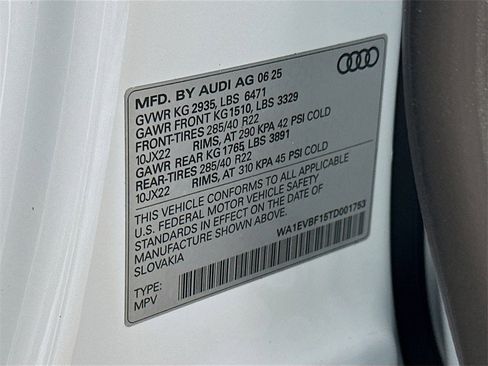 MFD. BY AUDI AG 06 25
GVWR KG 2935, LBS 6471
GAWR FRONT KG1510, LBS 3329
FRONT-TIRES 285/40 R22
10JX22 RIMS, AT 290 KPA 42 PSI COLD
GAWR REAR KG 1765 LBS 3891
REAR-TIRES 285/40 R22
10JX22 RIMS, AT 310 KPA 45 PSI COLD
THIS VEHICLE CONFORMS TO ALL APPLICABLE
U.S. FEDERAL MOTOR VEHICLE SAFETY
STANDARDS IN EFFECT ON THE DATE OF
MANUFACTURE SHOWN ABOVE.
SLOVAKIA
WA1EVBF15TD001753
TYPE:
MPV